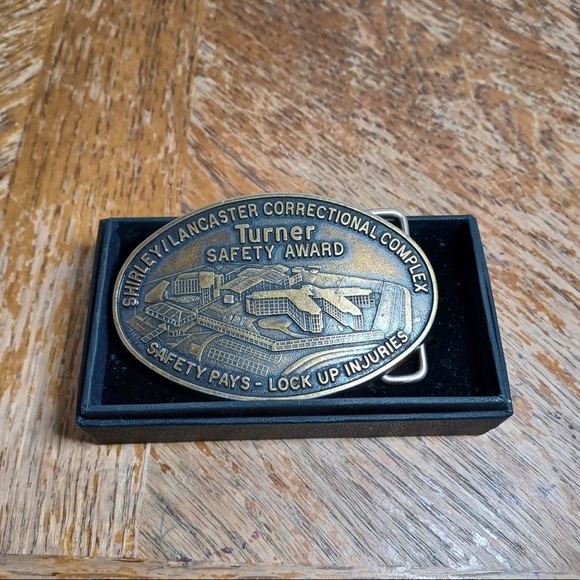 SHIRLEY/LANCASTER CORRECTIONAL COMPLEX
Turner
SAFETY AWARD
SAFETY PAYS - LOCK UP INJURIES